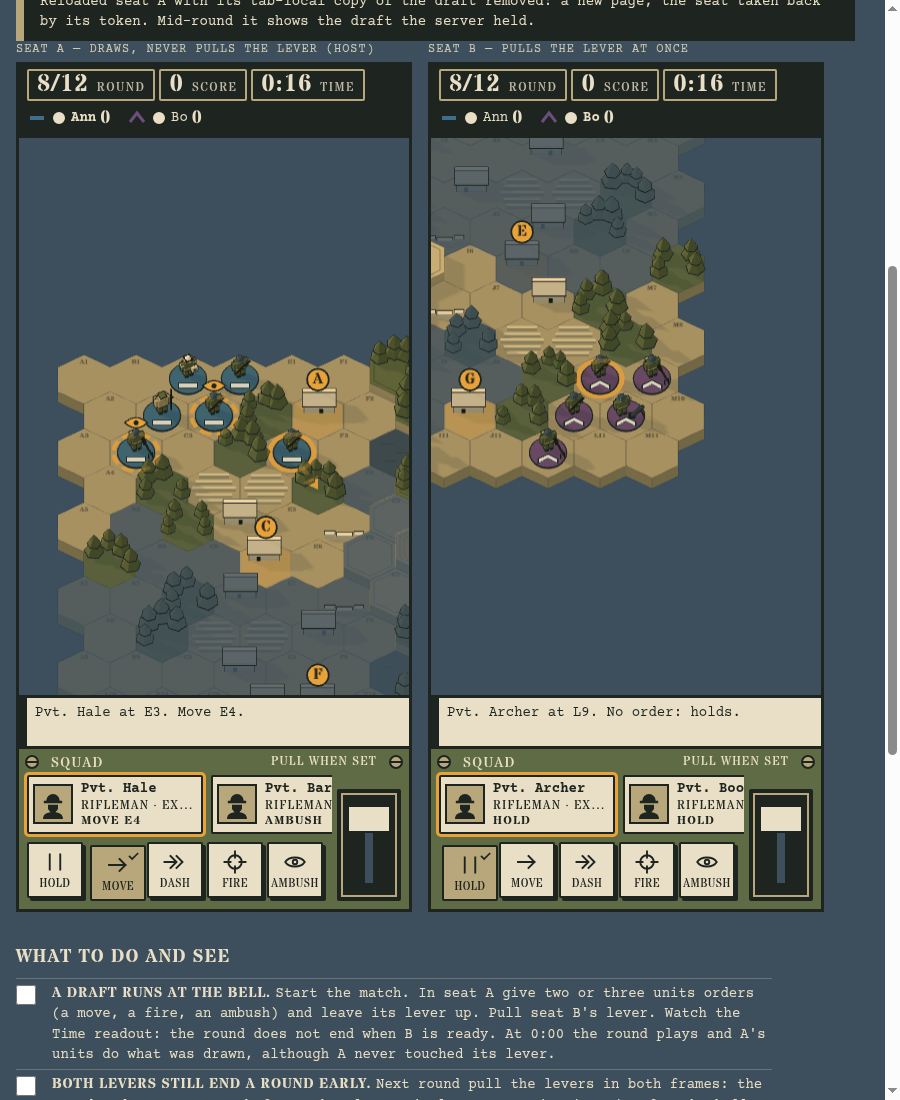 Reloaded seat A with its tab-local copy of the draft removed: a new page, the seat taken back
by its token. Mid-round it shows the draft the server held.
SEAT A — DRAWS, NEVER PULLS THE LEVER (HOST)
SEAT B — PULLS THE LEVER AT ONCE
8/12 ROUND
0 SCORE
0:16 TIME
Ann 0
Bo 0
8/12 ROUND
0 SCORE
0:16 TIME
Ann 0
Bo 0
A
C
F
E
G
Pvt. Hale at E3. Move E4.
Pvt. Archer at L9. No order: holds.
SQUAD
PULL WHEN SET
Pvt. Hale
RIFLEMAN · EX...
MOVE E4
Pvt. Bar
RIFLEMAN
AMBUSH
HOLD
MOVE
DASH
FIRE
AMBUSH
SQUAD
PULL WHEN SET
Pvt. Archer
RIFLEMAN · EX...
HOLD
Pvt. Boo
RIFLEMAN
HOLD
HOLD
MOVE
DASH
FIRE
AMBUSH
WHAT TO DO AND SEE
A DRAFT RUNS AT THE BELL. Start the match. In seat A give two or three units orders
(a move, a fire, an ambush) and leave its lever up. Pull seat B's lever. Watch the
Time readout: the round does not end when B is ready. At 0:00 the round plays and A's
units do what was drawn, although A never touched its lever.
BOTH LEVERS STILL END A ROUND EARLY. Next round pull the levers in both frames: the